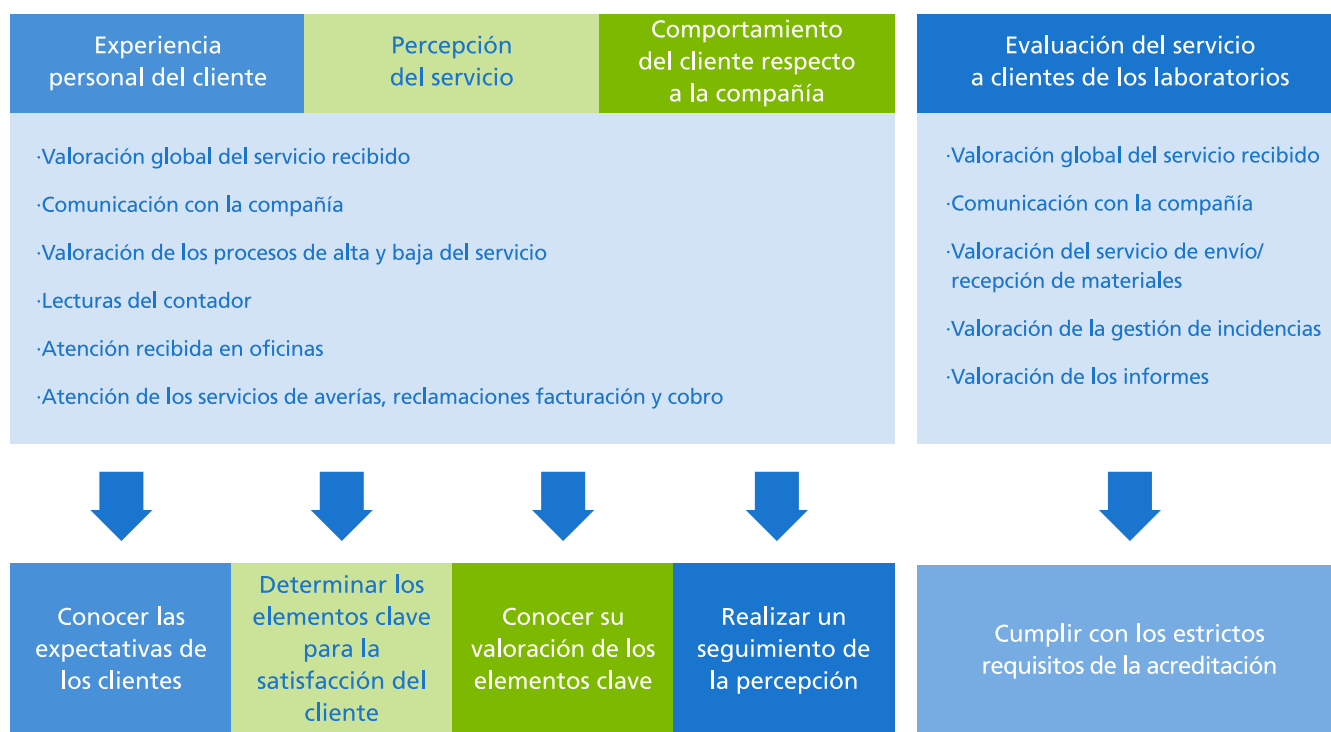 Experiencia
personal del cliente
Percepción
del servicio
Comportamiento
del cliente respecto
a la compañía
·Valoración global del servicio recibido
·Comunicación con la compañía
·Valoración de los procesos de alta y baja del servicio
·Lecturas del contador
·Atención recibida en oficinas
·Atención de los servicios de averías, reclamaciones facturación y cobro
Conocer las
expectativas de
los clientes
Determinar los
elementos clave
para la
satisfacción del
cliente
Conocer su
valoración de los
elementos clave
Realizar un
seguimiento de
la percepción
Evaluación del servicio
a clientes de los laboratorios
·Valoración global del servicio recibido
·Comunicación con la compañía
·Valoración del servicio de envío/
recepción de materiales
·Valoración de la gestión de incidencias
·Valoración de los informes
Cumplir con los estrictos
requisitos de la acreditación